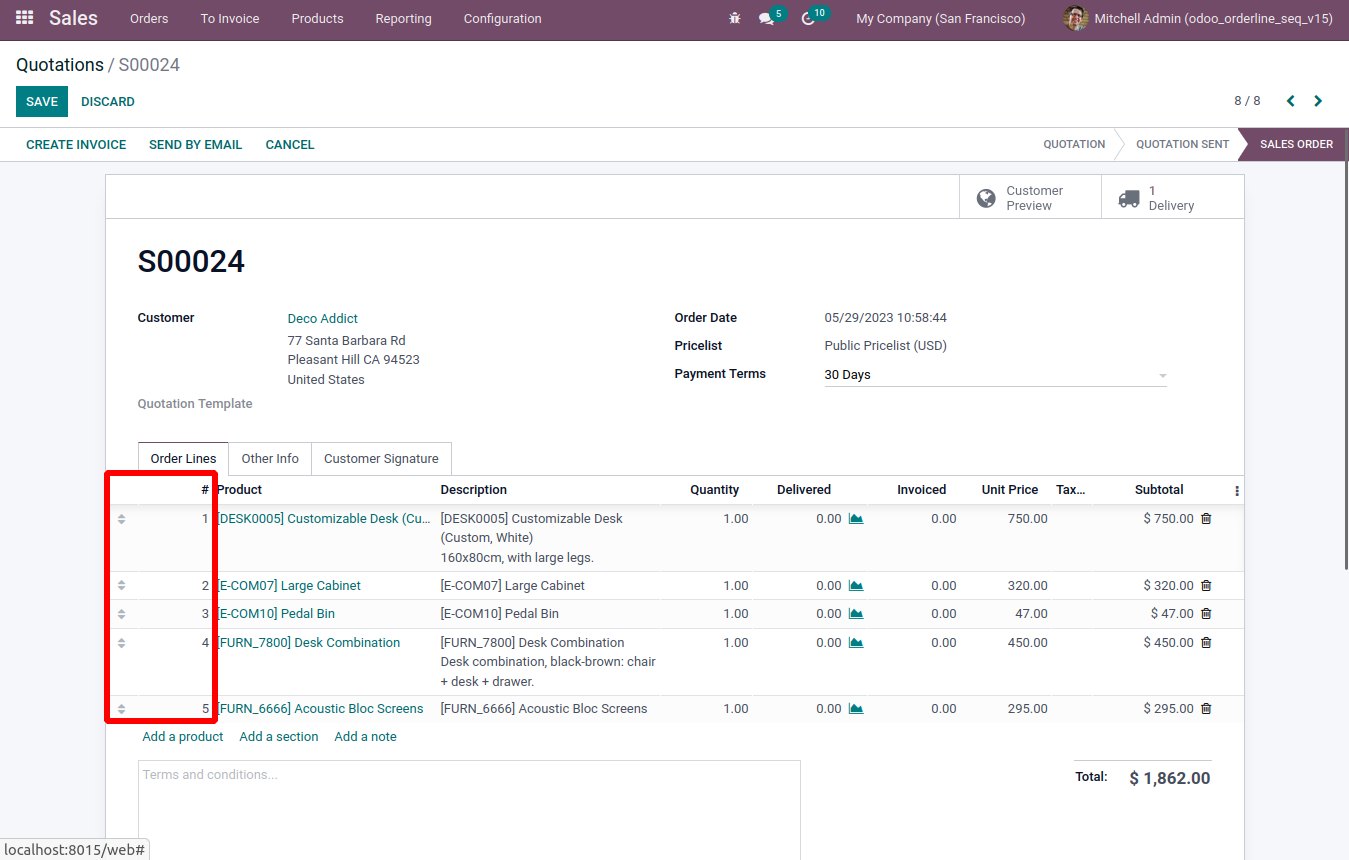 Sales Orders To Invoice Products Reporting Configuration 5 10 My Company (San Francisco) Mitchell Admin (odoo_orderline_seq_v15)
Quotations / S00024
SAVE DISCARD 8 / 8
CREATE INVOICE SEND BY EMAIL CANCEL QUOTATION QUOTATION SENT SALES ORDER
Customer Preview 1 Delivery
S00024
Customer Deco Addict Order Date 05/29/2023 10:58:44
77 Santa Barbara Rd Pricelist Public Pricelist (USD)
Pleasant Hill CA 94523 Payment Terms 30 Days
United States
Quotation Template
Order Lines Other Info Customer Signature
# Product Description Quantity Delivered Invoiced Unit Price Tax... Subtotal
1 [DESK0005] Customizable Desk (Cu... [DESK0005] Customizable Desk 1.00 0.00 0.00 750.00 $ 750.00
(Custom, White)
160x80cm, with large legs.
2 [E-COM07] Large Cabinet [E-COM07] Large Cabinet 1.00 0.00 0.00 320.00 $ 320.00
3 [E-COM10] Pedal Bin [E-COM10] Pedal Bin 1.00 0.00 0.00 47.00 $ 47.00
4 [FURN_7800] Desk Combination [FURN_7800] Desk Combination 1.00 0.00 0.00 450.00 $ 450.00
Desk combination, black-brown: chair
+ desk + drawer.
5 [FURN_6666] Acoustic Bloc Screens [FURN_6666] Acoustic Bloc Screens 1.00 0.00 0.00 295.00 $ 295.00
Add a product Add a section Add a note
Terms and conditions... Total: $ 1,862.00
localhost:8015/web#